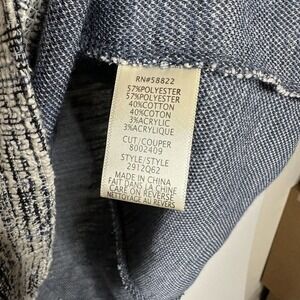 RN#58822
57%POLYESTER
57%POLYESTER
40%COTTON
40%COTON
3%ACRYLIC
3%ACRYLIQUE
CUT/COUPER
8002409
STYLE/STYLE
2912Q62
MADE IN CHINA
FAIT DANS LA CHINE
CARE ON REVERSE
NETTOYAGE AU REVERS